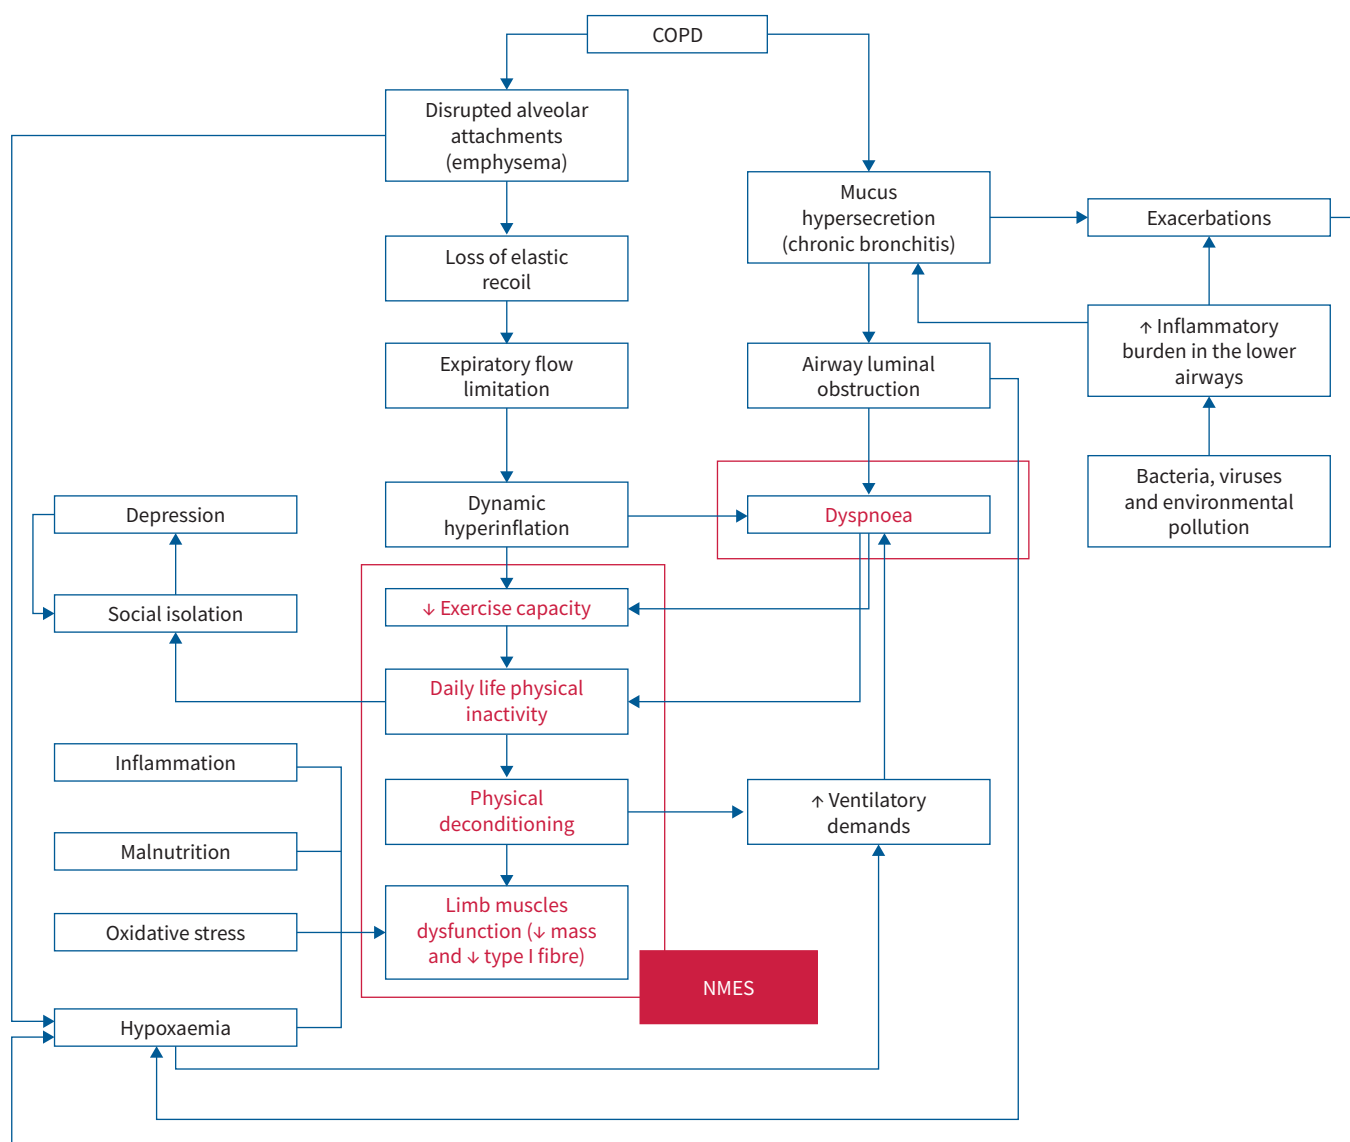 COPD
Disrupted alveolar
attachments
(emphysema)
Mucus
hypersecretion
(chronic bronchitis)
Exacerbations
Loss of elastic
recoil
↑ Inflammatory
burden in the lower
airways
Expiratory flow
limitation
Airway luminal
obstruction
Bacteria, viruses
and environmental
pollution
Dynamic
hyperinflation
Dyspnoea
Depression
Social isolation
↓ Exercise capacity
Daily life physical
inactivity
Inflammation
Physical
deconditioning
↑ Ventilatory
demands
Malnutrition
Oxidative stress
Limb muscles
dysfunction (↓ mass
and ↓ type I fibre)
NMES
Hypoxaemia